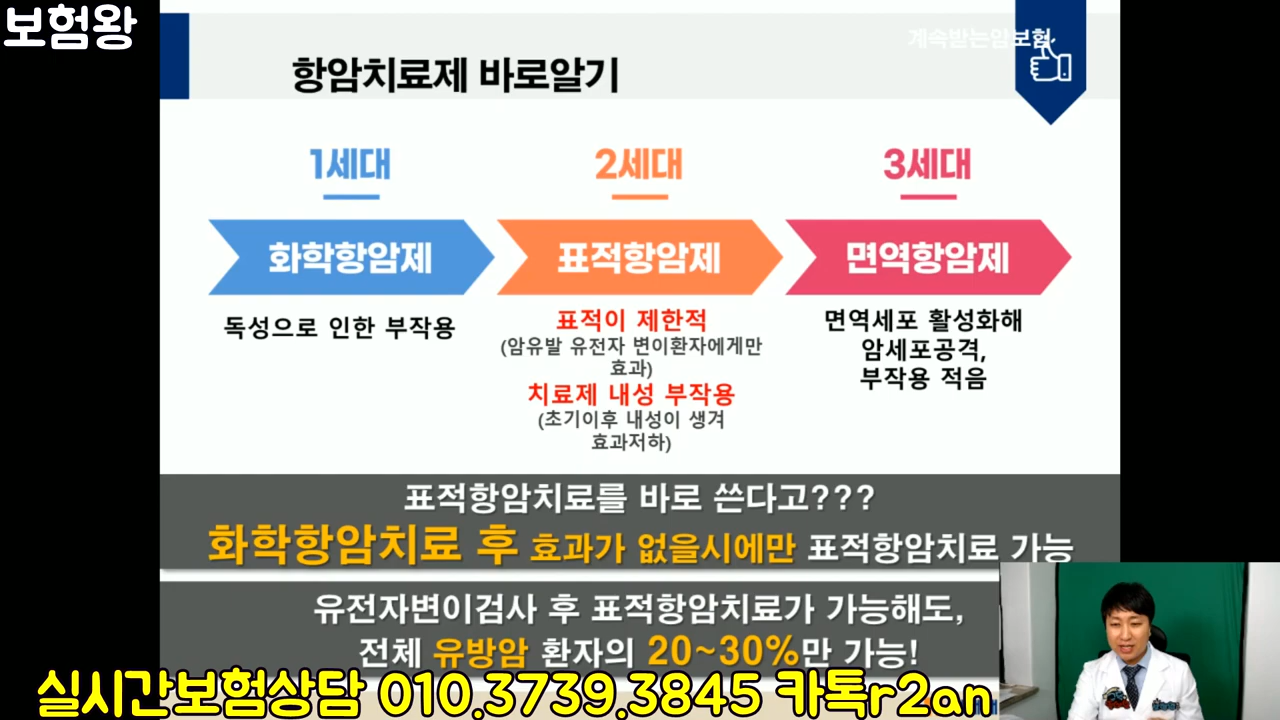 보험왕
계속받는암보험
항암치료제 바로알기
1세대
2세대
3세대
화학항암제
표적항암제
면역항암제
독성으로 인한 부작용
표적이 제한적
(암유발 유전자 변이환자에게만
효과)
치료제 내성 부작용
(초기이후 내성이 생겨
효과저하)
면역세포 활성화해
암세포공격,
부작용 적음
표적항암치료를 바로 쓴다고???
화학항암치료 후 효과가 없을시에만 표적항암치료 가능
유전자변이검사 후 표적항암치료가 가능해도,
전체 유방암 환자의 20~30%만 가능!
실시간보험상담 010.3739.3845 카톡r2an